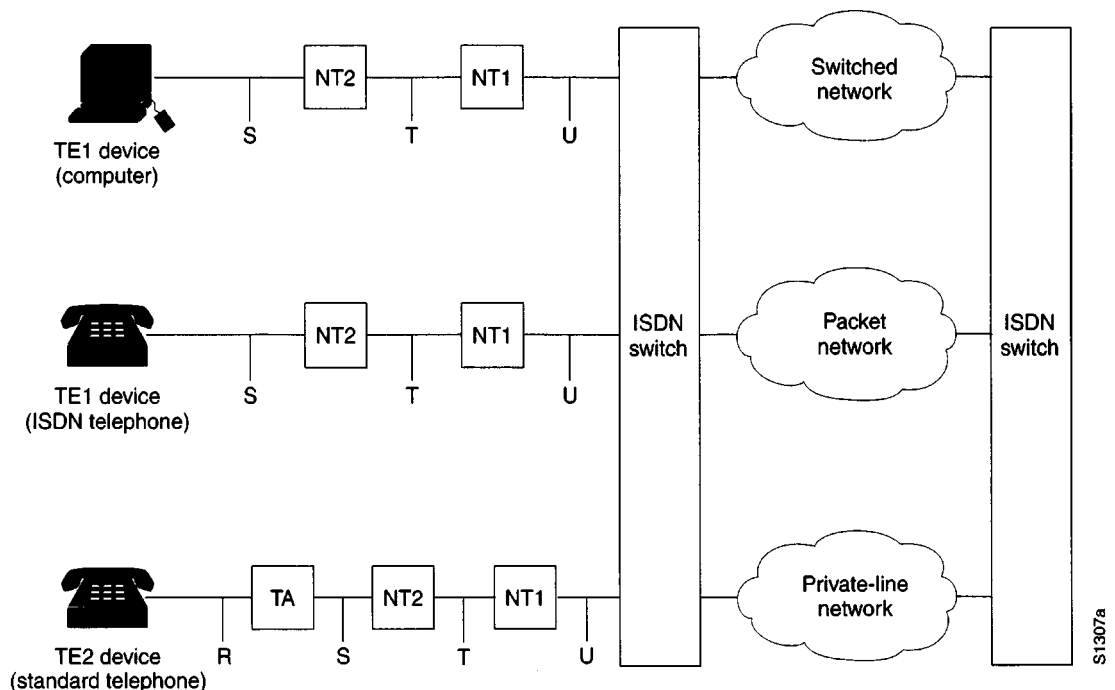 NT2
NT1
Switched
network
S
T
U
TE1 device
(computer)
NT2
NT1
ISDN
switch
Packet
network
ISDN
switch
S
T
U
TE1 device
(ISDN telephone)
TA
NT2
NT1
Private-line
network
R
S
T
U
TE2 device
(standard telephone)
S1307a